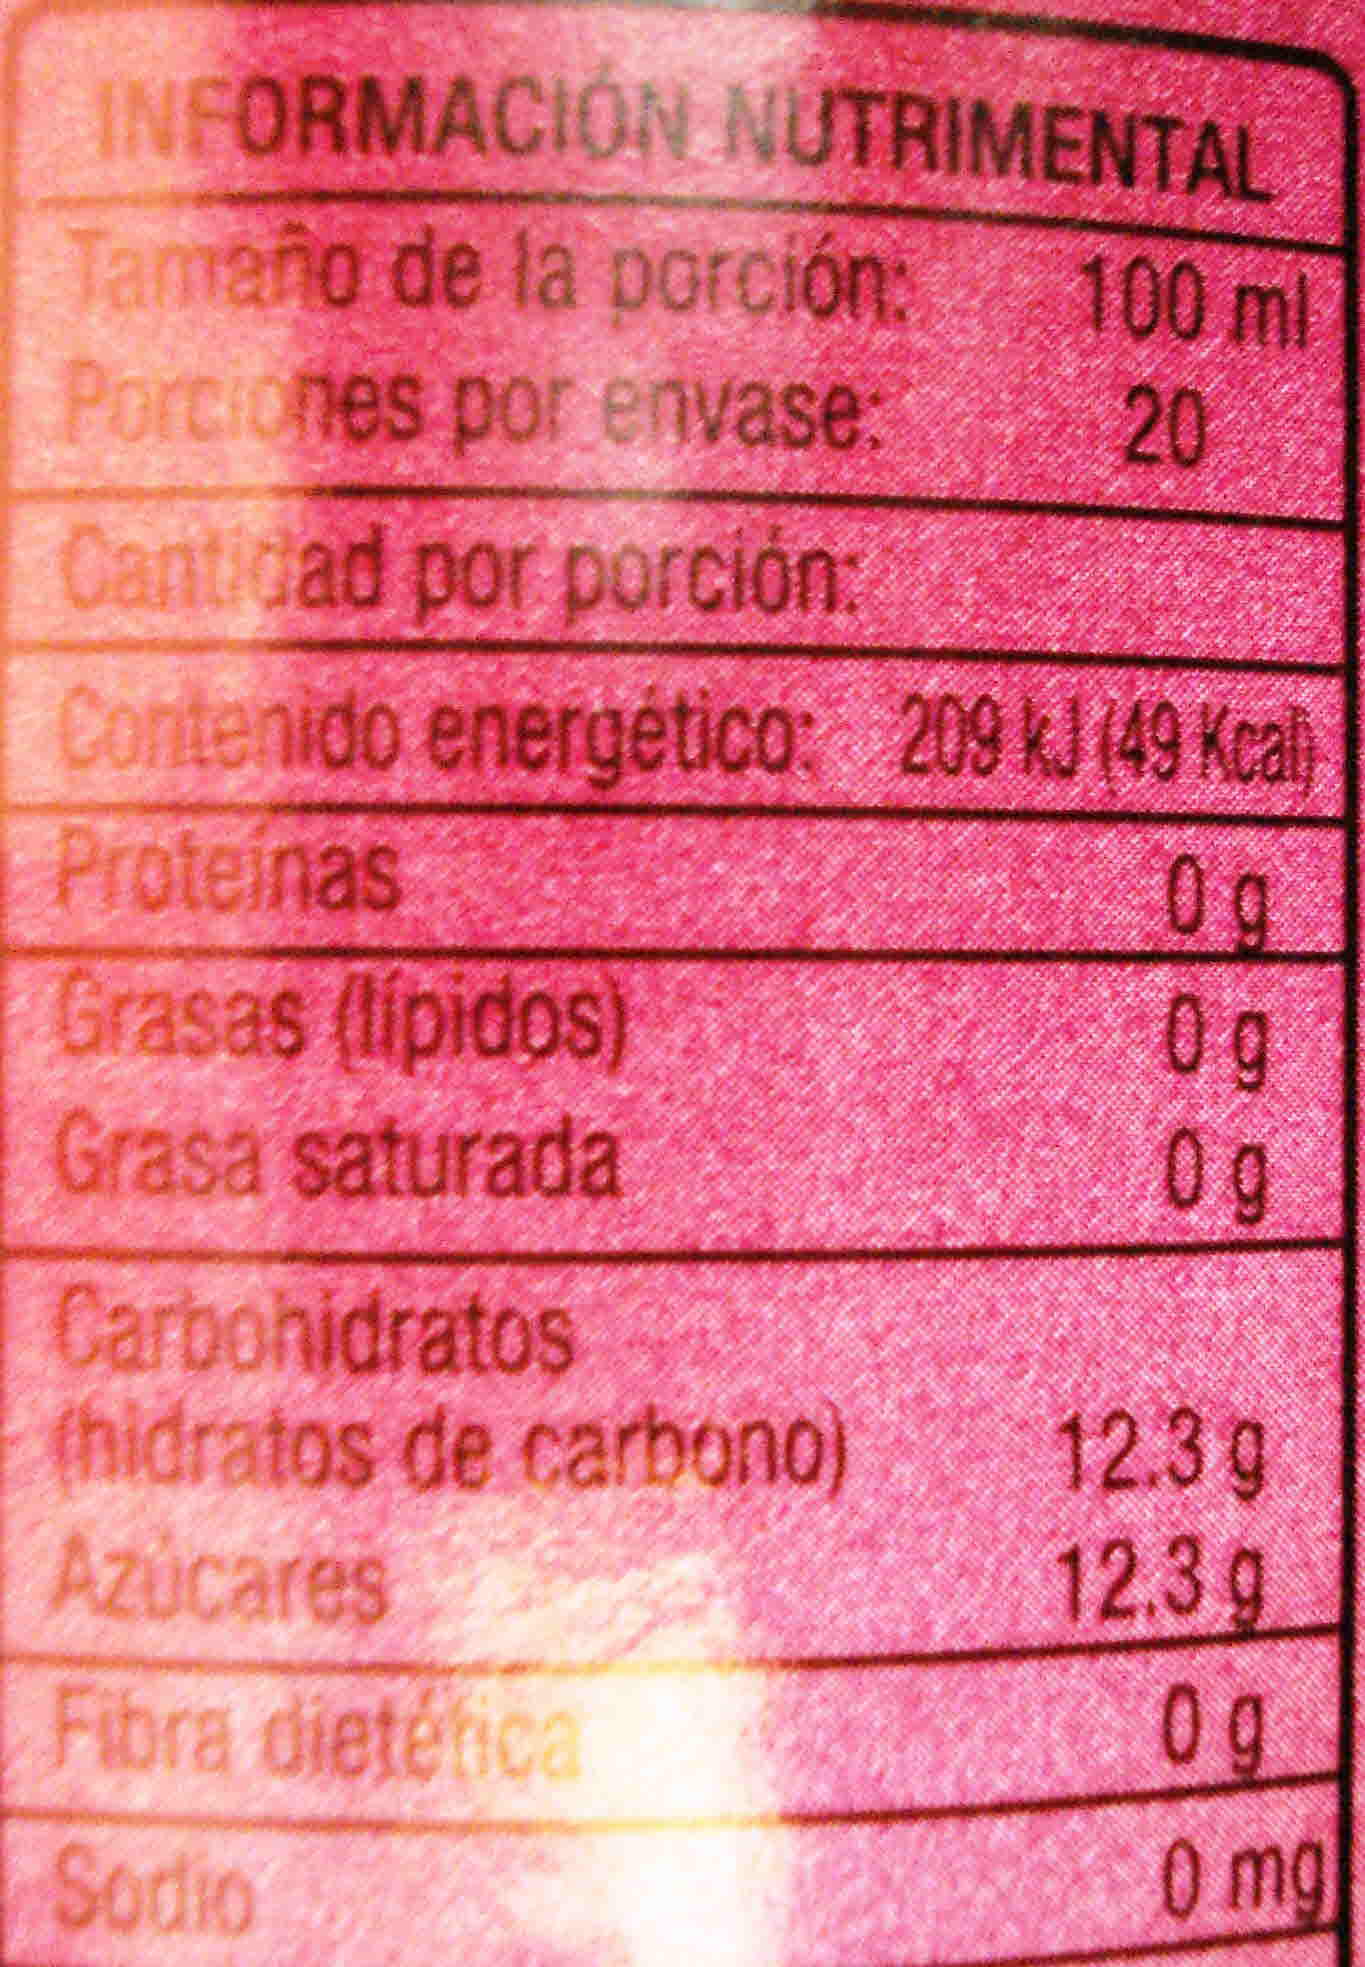 INFORMACIÓN NUTRIMENTAL
Tamaño de la porción: 100 ml
Porciones por envase: 20
Cantidad por porción:
Contenido energético: 209 kJ (49 Kcal)
Proteínas 0 g
Grasas (lípidos) 0 g
Grasa saturada 0 g
Carbohidratos
(hidratos de carbono) 12.3 g
Azúcares 12.3 g
Fibra dietética 0 g
Sodio 0 mg